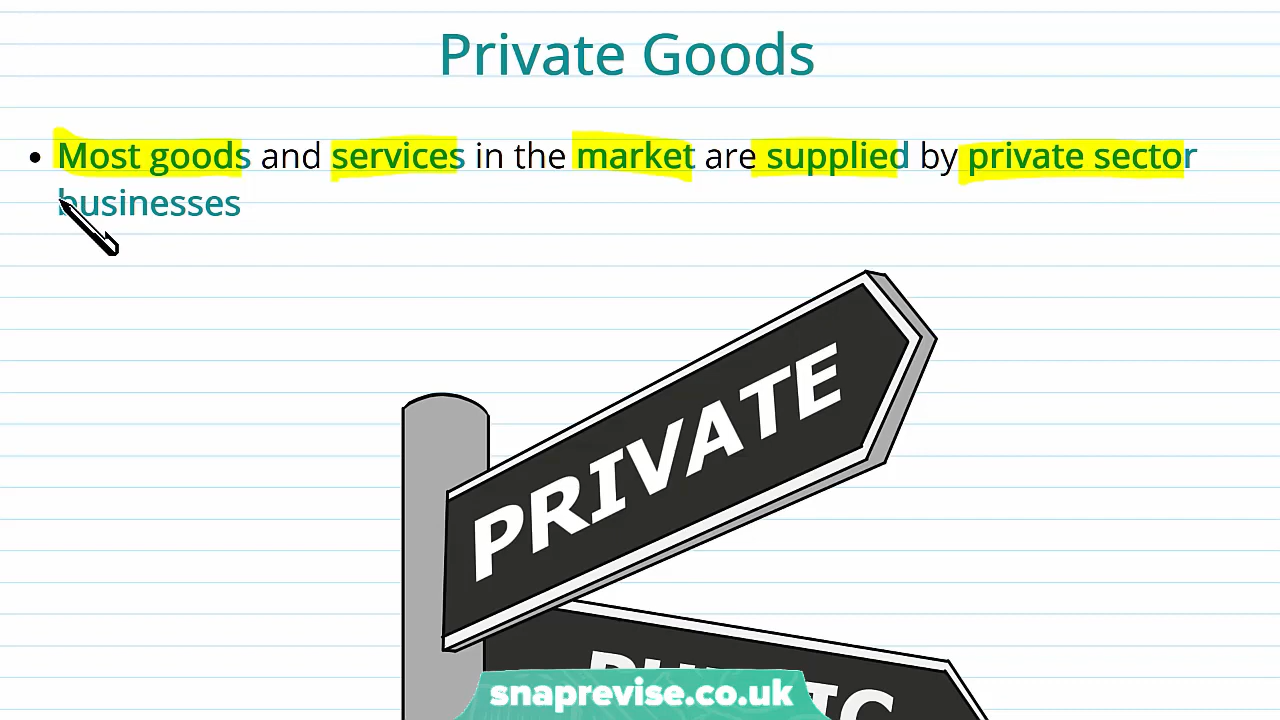 Private Goods
• Most goods and services in the market are supplied by private sector
businesses
PRIVATE
snaprevise.co.uk